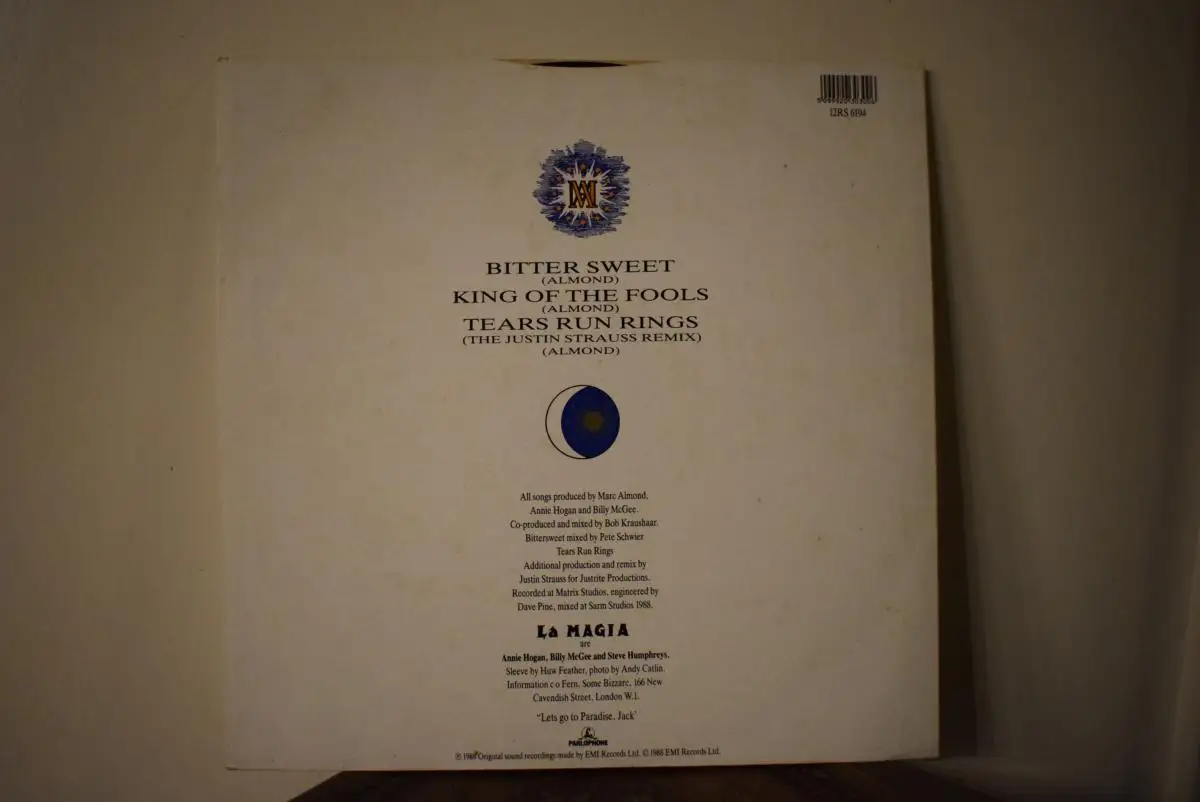 12RS 6194
MA
BITTER SWEET
(ALMOND)
KING OF THE FOOLS
(ALMOND)
TEARS RUN RINGS
(THE JUSTIN STRAUSS REMIX)
(ALMOND)
All songs produced by Marc Almond,
Annie Hogan and Billy McGee.
Co-produced and mixed by Bob Kraushaar.
Bittersweet mixed by Pete Schwier
Tears Run Rings
Additional production and remix by
Justin Strauss for Justrite Productions.
Recorded at Matrix Studios, engineered by
Dave Pine, mixed at Sarm Studios 1988.
La MAGIA
are
Annie Hogan, Billy McGee and Steve Humphreys.
Sleeve by Huw Feather, photo by Andy Catlin.
Information c o Fern, Some Bizzare, 166 New
Cavendish Street, London W.1.
"Lets go to Paradise, Jack'
PARLOPHONE
℗ 1988 Original sound recordings made by EMI Records Ltd. © 1988 EMI Records Ltd.